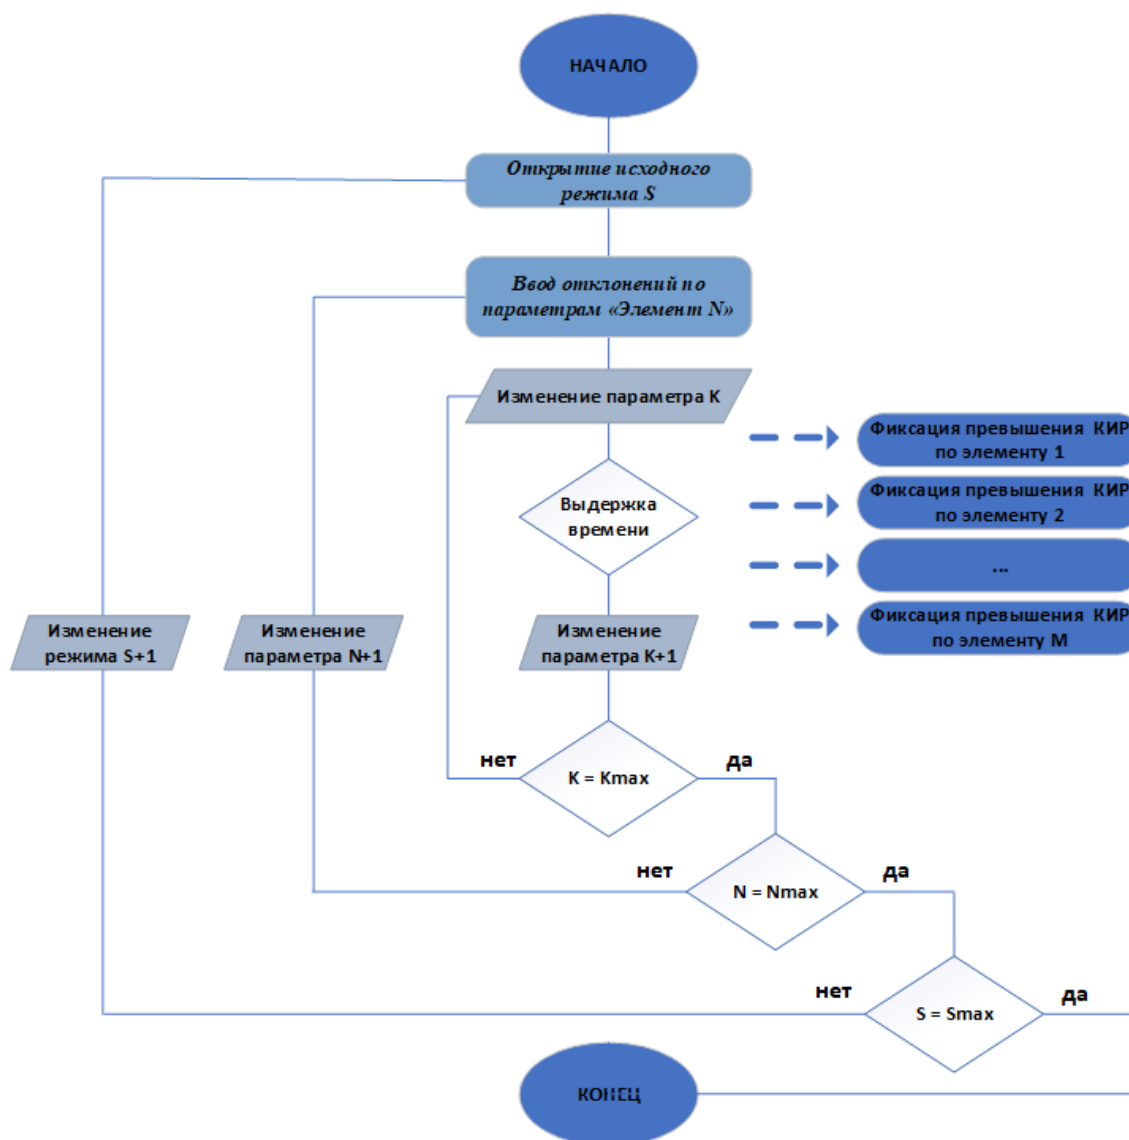 НАЧАЛО
Открытие исходного
режима S
Ввод отклонений по
параметрам «Элемент N»
Изменение параметра K
Фиксация превышения КИР
по элементу 1
Выдержка
времени
Фиксация превышения КИР
по элементу 2
...
Фиксация превышения КИР
по элементу M
Изменение
режима S+1
Изменение
параметра N+1
Изменение
параметра K+1
нет
K = Kmax
да
нет
N = Nmax
да
нет
S = Smax
да
КОНЕЦ